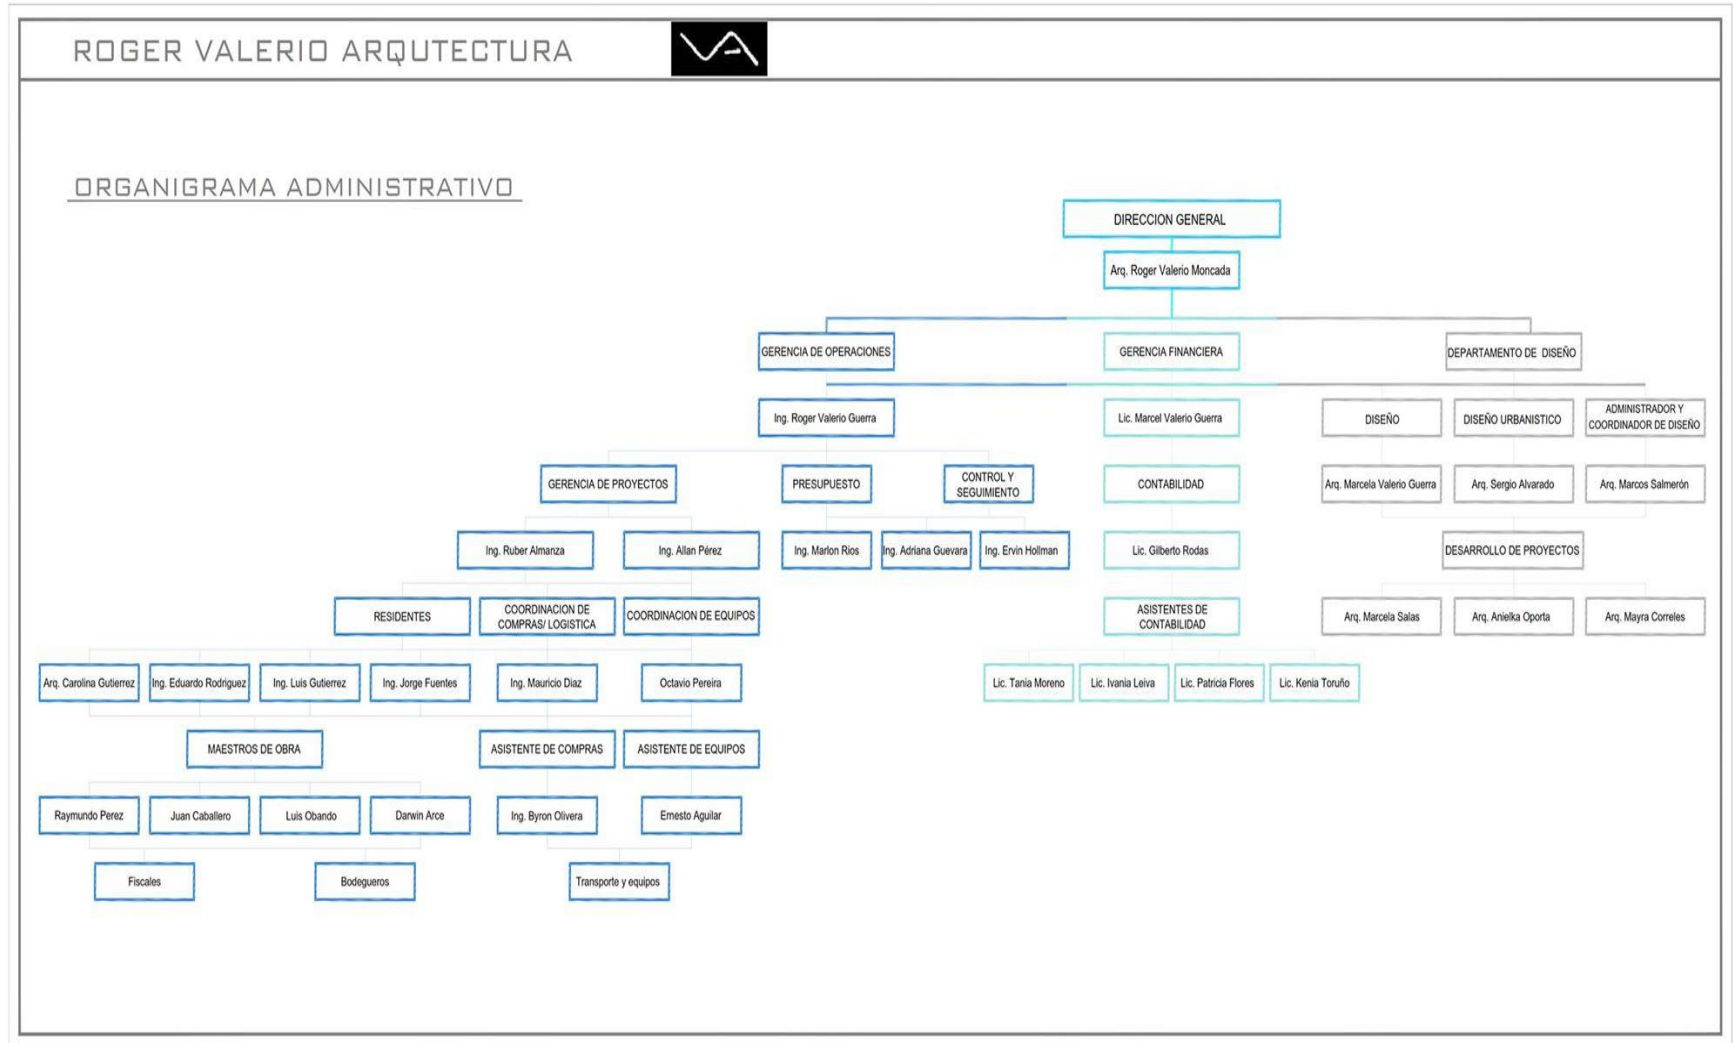 ROGER VALERIO ARQUTECTURA
VA
ORGANIGRAMA ADMINISTRATIVO
DIRECCION GENERAL
Arq. Roger Valerio Moncada
GERENCIA DE OPERACIONES
GERENCIA FINANCIERA
DEPARTAMENTO DE DISEÑO
Ing. Roger Valerio Guerra
Lic. Marcel Valerio Guerra
DISEÑO
DISEÑO URBANISTICO
ADMINISTRADOR Y
COORDINADOR DE DISEÑO
GERENCIA DE PROYECTOS
PRESUPUESTO
CONTROL Y
SEGUIMIENTO
CONTABILIDAD
Arq. Marcela Valerio Guerra
Arq. Sergio Alvarado
Arq. Marcos Salmerón
Ing. Ruber Almanza
Ing. Allan Pérez
Ing. Marlon Rios
Ing. Adriana Guevara
Ing. Ervin Hollman
Lic. Gilberto Rodas
DESARROLLO DE PROYECTOS
RESIDENTES
COORDINACION DE
COMPRAS/ LOGISTICA
COORDINACION DE EQUIPOS
ASISTENTES DE
CONTABILIDAD
Arq. Marcela Salas
Arq. Anielka Oporta
Arq. Mayra Correles
Arq. Carolina Gutierrez
Ing. Eduardo Rodriguez
Ing. Luis Gutierrez
Ing. Jorge Fuentes
Ing. Mauricio Diaz
Octavio Pereira
Lic. Tania Moreno
Lic. Ivania Leiva
Lic. Patricia Flores
Lic. Kenia Toruño
MAESTROS DE OBRA
ASISTENTE DE COMPRAS
ASISTENTE DE EQUIPOS
Raymundo Perez
Juan Caballero
Luis Obando
Darwin Arce
Ing. Byron Olivera
Ernesto Aguilar
Fiscales
Bodegueros
Transporte y equipos